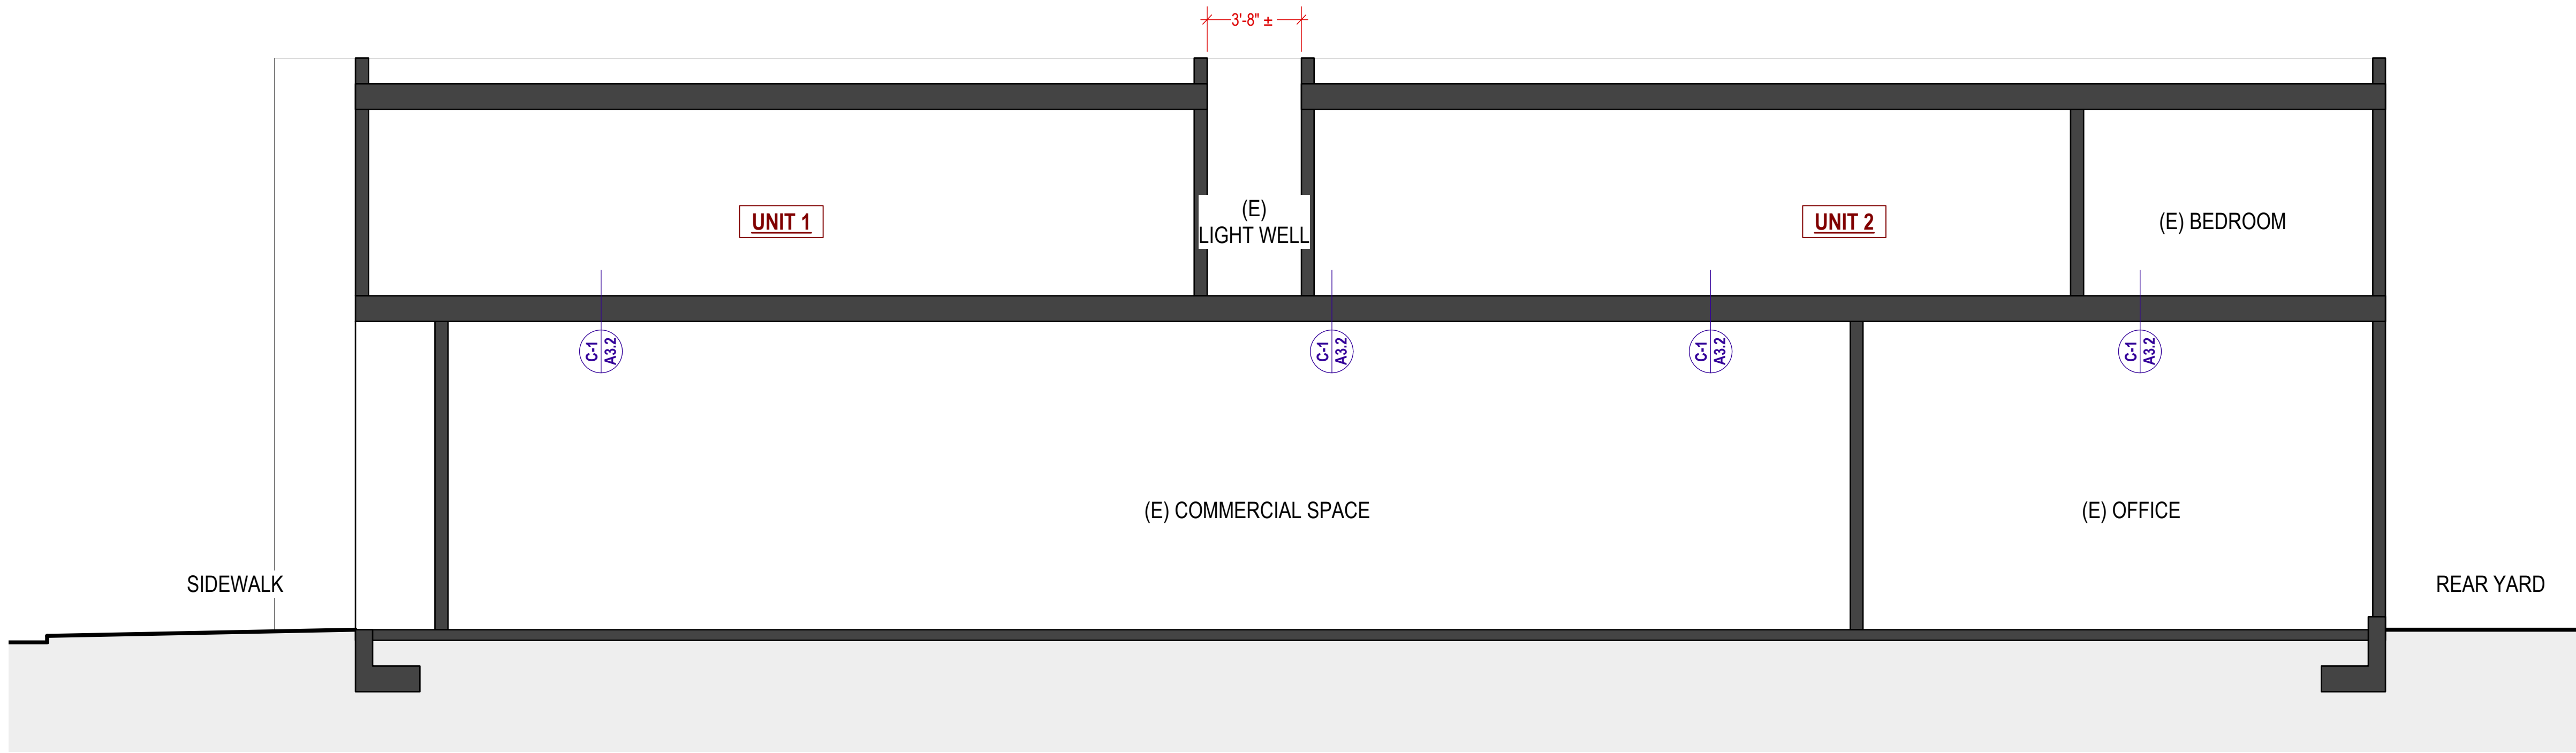 3'-8" ±
UNIT 1
(E)
LIGHT WELL
UNIT 2
(E) BEDROOM
C-1
A3.2
C-1
A3.2
C-1
A3.2
C-1
A3.2
(E) COMMERCIAL SPACE
(E) OFFICE
SIDEWALK
REAR YARD